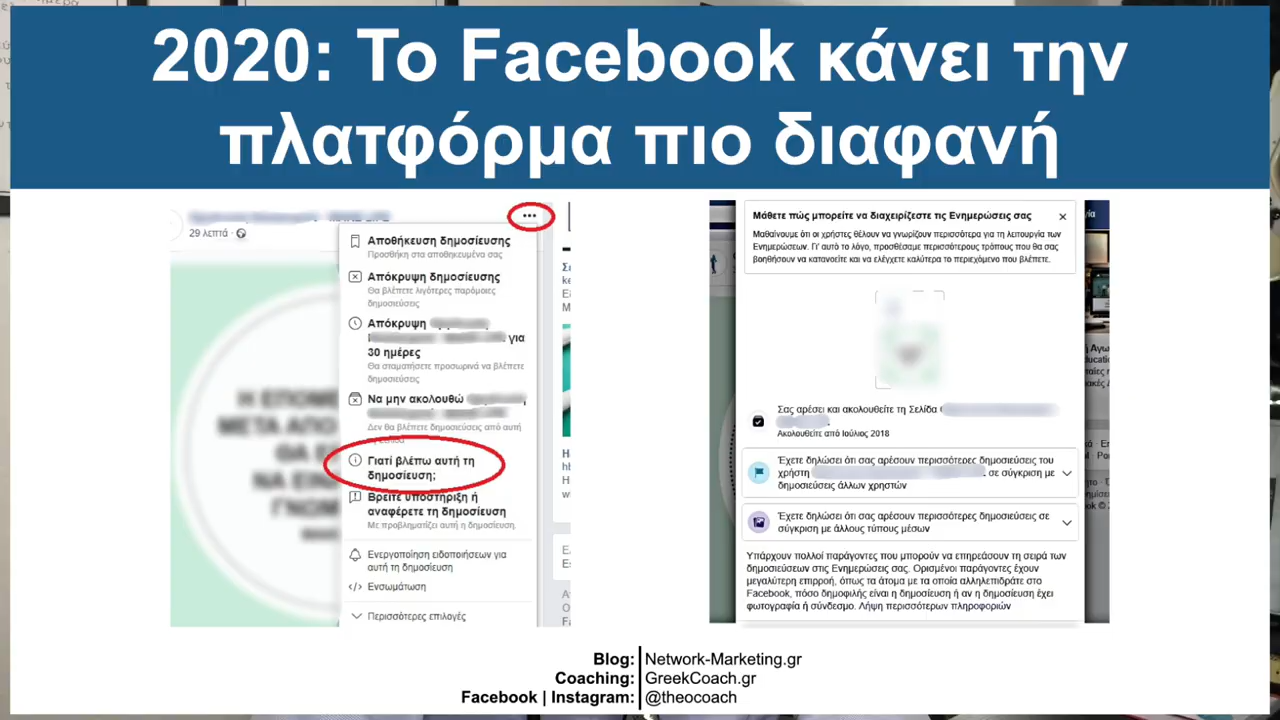 2020: Το Facebook κάνει την
πλατφόρμα πιο διαφανή
29 λεπτά ·
Αποθήκευση δημοσίευσης
Προσθήκη στα αποθηκευμένα σας
Απόκρυψη δημοσίευσης
Θα βλέπετε λιγότερες παρόμοιες
δημοσιεύσεις
Απόκρυψη
για
30 ημέρες
Θα σταματήσετε προσωρινά να βλέπετε
δημοσιεύσεις
Να μην ακολουθώ
Δεν θα βλέπετε δημοσιεύσεις από αυτή
Γιατί βλέπω αυτή τη
δημοσίευση;
Βρείτε υποστήριξη ή
αναφέρετε τη δημοσίευση
Με προβληματίζει αυτή η δημοσίευση.
Ενεργοποίηση ειδοποιήσεων για
αυτή τη δημοσίευση
Ενσωμάτωση
Περισσότερες επιλογές
Μάθετε πώς μπορείτε να διαχειρίζεστε τις Ενημερώσεις σας
Μαθαίνουμε ότι οι χρήστες θέλουν να γνωρίζουν περισσότερα για τη λειτουργία των
Ενημερώσεων. Γι' αυτό το λόγο, προσθέσαμε περισσότερους τρόπους που θα σας
βοηθήσουν να κατανοείτε και να ελέγχετε καλύτερα το περιεχόμενο που βλέπετε.
Σας αρέσει και ακολουθείτε τη Σελίδα
Ακολουθείτε από Ιούλιος 2018
Έχετε δηλώσει ότι σας αρέσουν περισσότερες δημοσιεύσεις του
χρήστη σε σύγκριση με
δημοσιεύσεις άλλων χρηστών
Έχετε δηλώσει ότι σας αρέσουν περισσότερες δημοσιεύσεις σε
σύγκριση με άλλους τύπους μέσων
Υπάρχουν πολλοί παράγοντες που μπορούν να επηρεάσουν τη σειρά των
δημοσιεύσεων στις Ενημερώσεις σας. Ορισμένοι παράγοντες έχουν
μεγαλύτερη επιρροή, όπως τα άτομα με τα οποία αλληλεπιδράτε στο
Facebook, πόσο δημοφιλής είναι η δημοσίευση ή αν η δημοσίευση έχει
φωτογραφία ή σύνδεσμο. Λήψη περισσότερων πληροφοριών
Blog: Network-Marketing.gr
Coaching: GreekCoach.gr
Facebook | Instagram: @theocoach